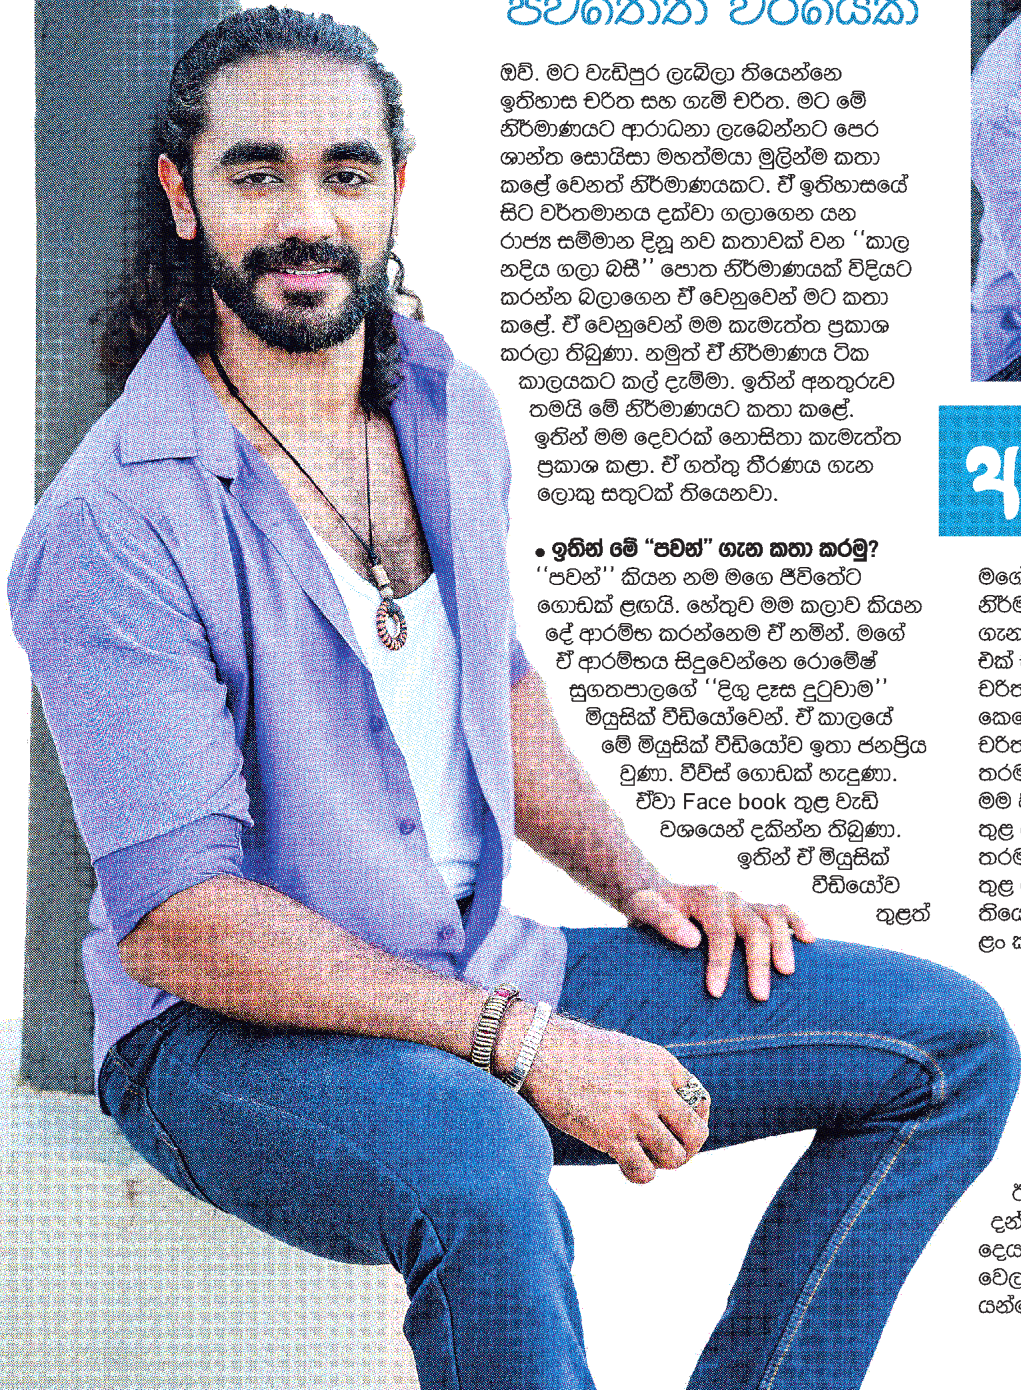 ඔව්. මට වැඩිපුර ලැබිලා තියෙන්නෙ
ඉතිහාස චරිත සහ ගැමි චරිත. මට මේ
නිර්මාණයට ආරාධනා ලැබෙන්නට පෙර
ශාන්ත සොයිසා මහත්මයා මුලින්ම කතා
කළේ වෙනත් නිර්මාණයකට. ඒ ඉතිහාසයේ
සිට වර්තමානය දක්වා ගලාගෙන යන
රාජ්‍ය සම්මාන දිනූ නව කතාවක් වන ‘‘කාල
නදිය ගලා බසී’’ පොත නිර්මාණයක් විදියට
කරන්න බලාගෙන ඒ වෙනුවෙන් මට කතා
කළේ. ඒ වෙනුවෙන් මම කැමැත්ත ප්‍රකාශ
කරලා තිබුණා. නමුත් ඒ නිර්මාණය ටික
කාලයකට කල් දැම්මා. ඉතින් අනතුරුව
තමයි මේ නිර්මාණයට කතා කළේ.
ඉතින් මම දෙවරක් නොසිතා කැමැත්ත
ප්‍රකාශ කළා. ඒ ගත්තු තීරණය ගැන
ලොකු සතුටක් තියෙනවා.
• ඉතින් මේ “පවන්” ගැන කතා කරමු?
‘‘පවන්’’ කියන නම මගෙ ජීවිතේට
ගොඩක් ළඟයි. හේතුව මම කලාව කියන
දේ ආරම්භ කරන්නෙම ඒ නමින්. මගේ
ඒ ආරම්භය සිදුවෙන්නෙ රොමේෂ්
සුගතපාලගේ ‘‘දිගු දෑස දුටුවාම’’
මියුසික් වීඩියෝවෙන්. ඒ කාලයේ
මේ මියුසික් වීඩියෝව ඉතා ජනප්‍රිය
වුණා. වීව්ස් ගොඩක් හැදුණා.
ඒවා Face book තුළ වැඩි
වශයෙන් දකින්න තිබුණා.
ඉතින් ඒ මියුසික්
වීඩියෝව
තුළත්
අ
මගේ
ගැන
එක්
මම
තුළ
තුළ
ළං